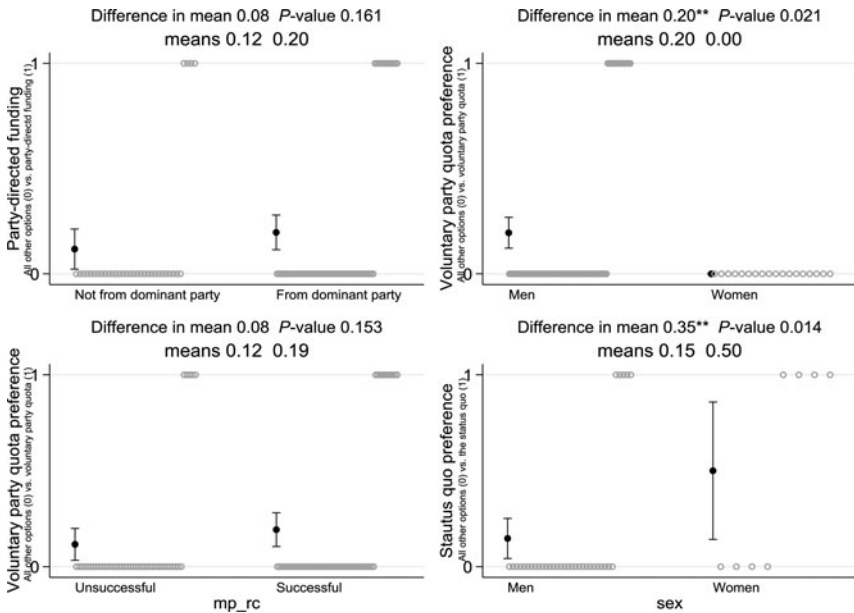 Difference in mean 0.08 P-value 0.161
means 0.12 0.20
Party-directed funding
All other options (0) vs. party-directd funding (1)
1
0
Not from dominant party
From dominant party
Difference in mean 0.20** P-value 0.021
means 0.20 0.00
Voluntary party quota preference
All other options (0) vs. voluntary party quota (1)
1
0
Men
Women
Difference in mean 0.08 P-value 0.153
means 0.12 0.19
Voluntary party quota preference
All other options (0) vs. voluntary party quota (1)
1
0
Unsuccessful
Successful
mp_rc
Difference in mean 0.35** P-value 0.014
means 0.15 0.50
Stautus quo preference
All other options (0) vs. the status quo (1)
1
0
Men
Women
sex